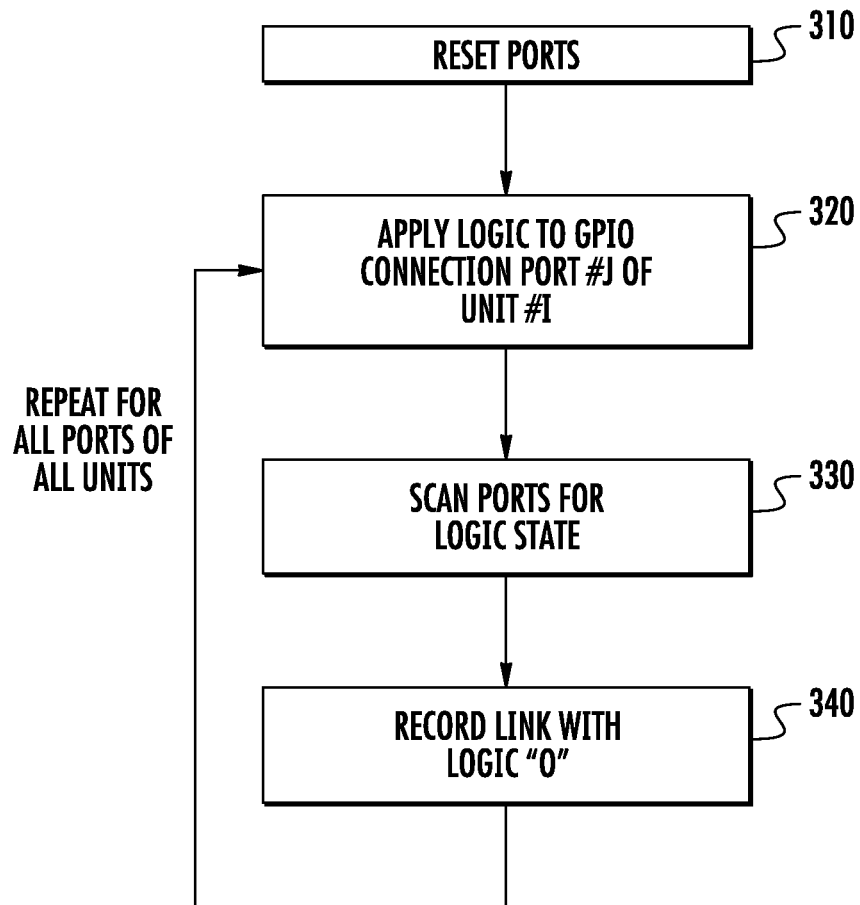 310
RESET PORTS
320
APPLY LOGIC TO GPIO
CONNECTION PORT #J OF
UNIT #I
REPEAT FOR
ALL PORTS OF
ALL UNITS
330
SCAN PORTS FOR
LOGIC STATE
340
RECORD LINK WITH
LOGIC “0”